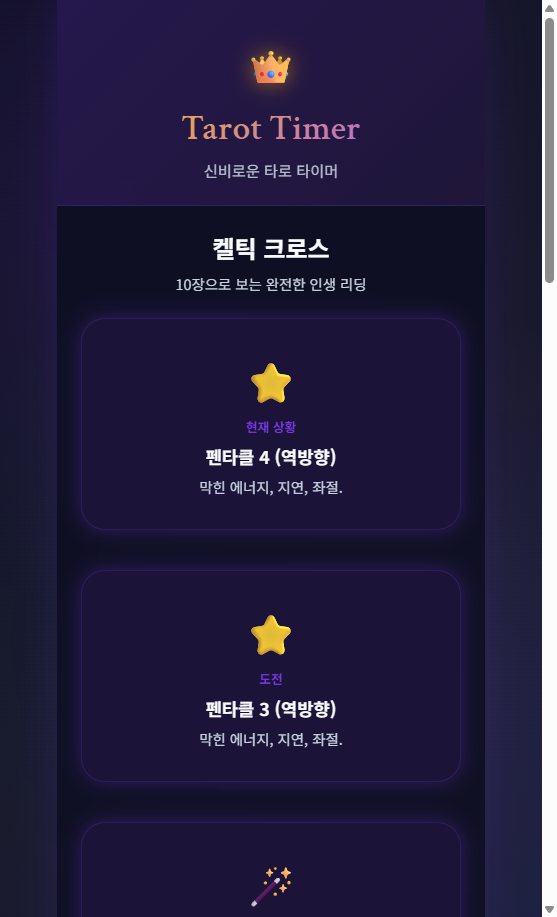 Tarot Timer
신비로운 타로 타이머
켈틱 크로스
10장으로 보는 완전한 인생 리딩
현재 상황
펜타클 4 (역방향)
막힌 에너지, 지연, 좌절.
도전
펜타클 3 (역방향)
막힌 에너지, 지연, 좌절.